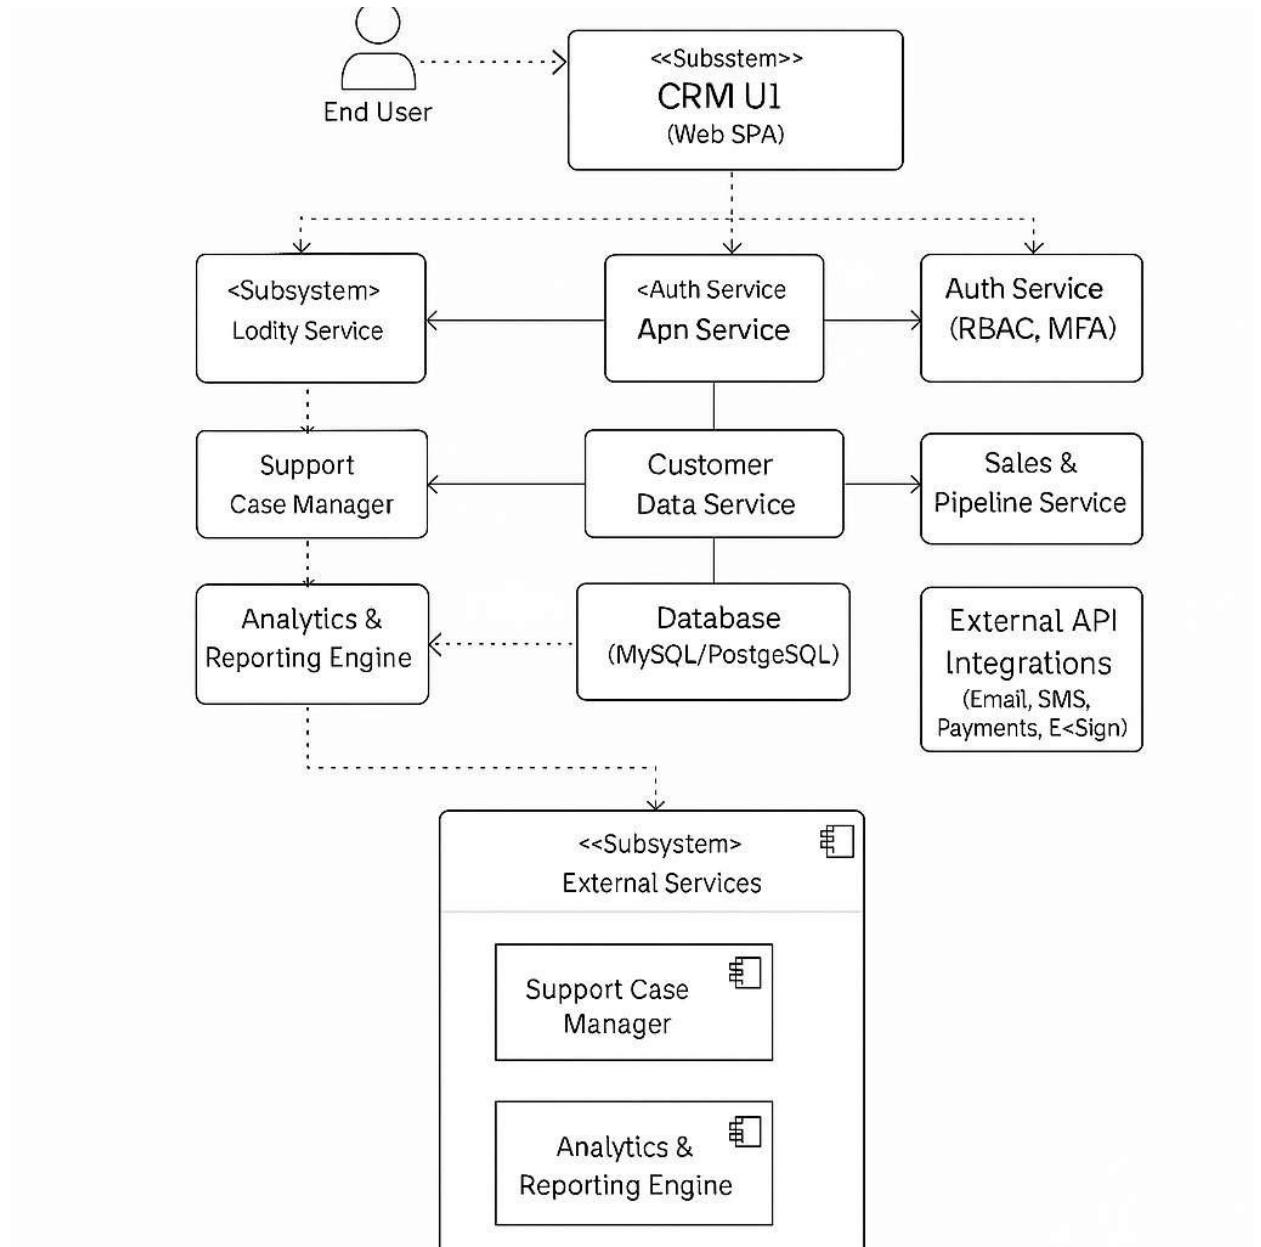 End User
<<Subsstem>>
CRM U1
(Web SPA)
<Subsystem>
Lodity Service
<Auth Service
Apn Service
Auth Service
(RBAC, MFA)
Support
Case Manager
Customer
Data Service
Sales &
Pipeline Service
Analytics &
Reporting Engine
Database
(MySQL/PostgeSQL)
External API
Integrations
(Email, SMS,
Payments, E<Sign)
<<Subsystem>
External Services
Support Case
Manager
Analytics &
Reporting Engine